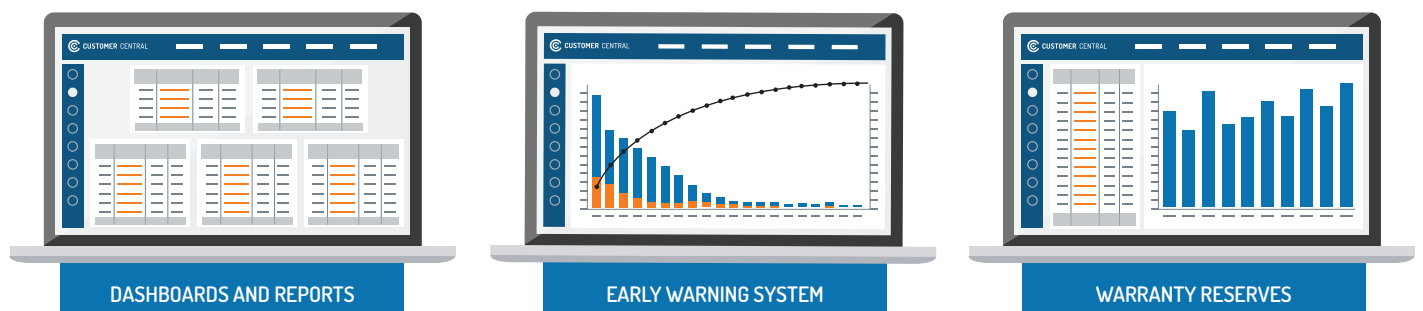 CUSTOMER CENTRAL
CUSTOMER CENTRAL
CUSTOMER CENTRAL
DASHBOARDS AND REPORTS
EARLY WARNING SYSTEM
WARRANTY RESERVES